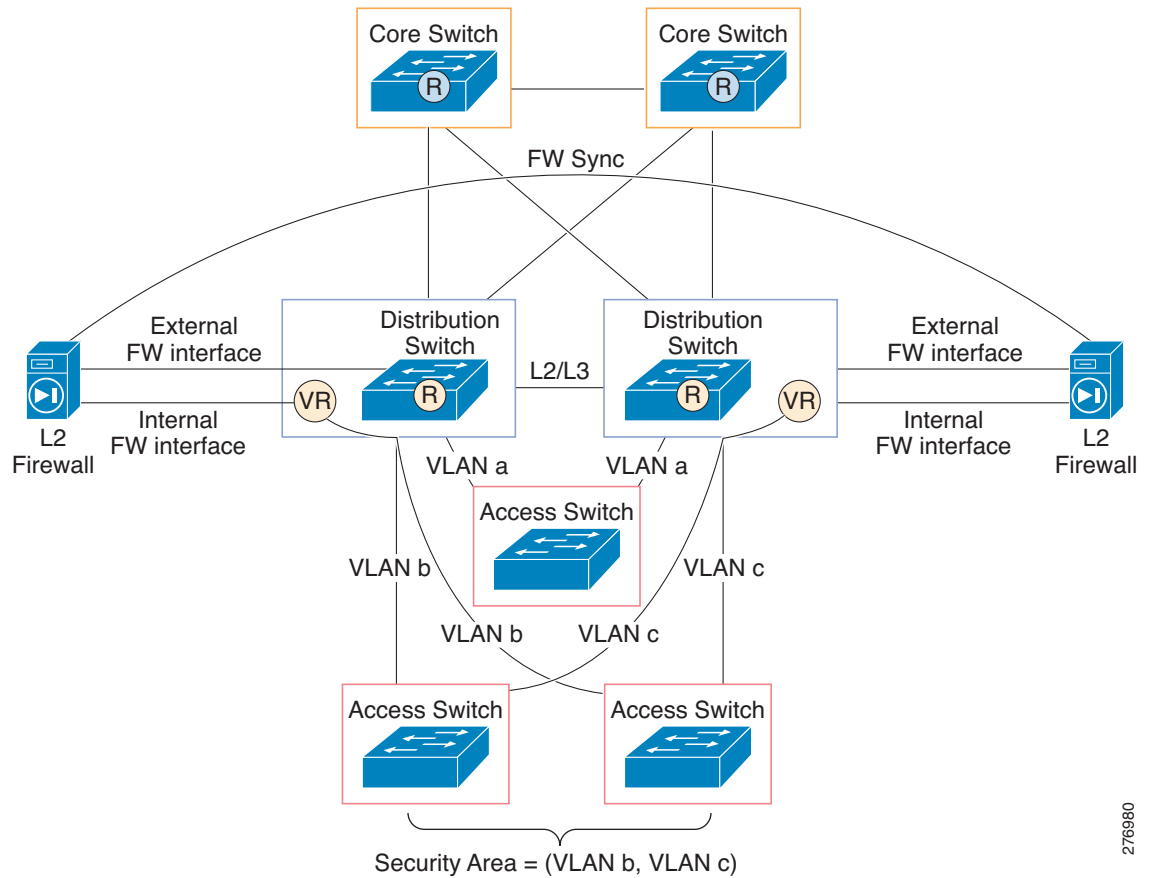 Core Switch
Core Switch
R
R
FW Sync
External
FW interface
Distribution
Switch
Distribution
Switch
External
FW interface
L2/L3
VR
R
R
VR
Internal
FW interface
Internal
FW interface
L2
Firewall
L2
Firewall
VLAN a
VLAN a
Access Switch
VLAN b
VLAN c
VLAN b
VLAN c
Access Switch
Access Switch
Security Area = (VLAN b, VLAN c)
276980